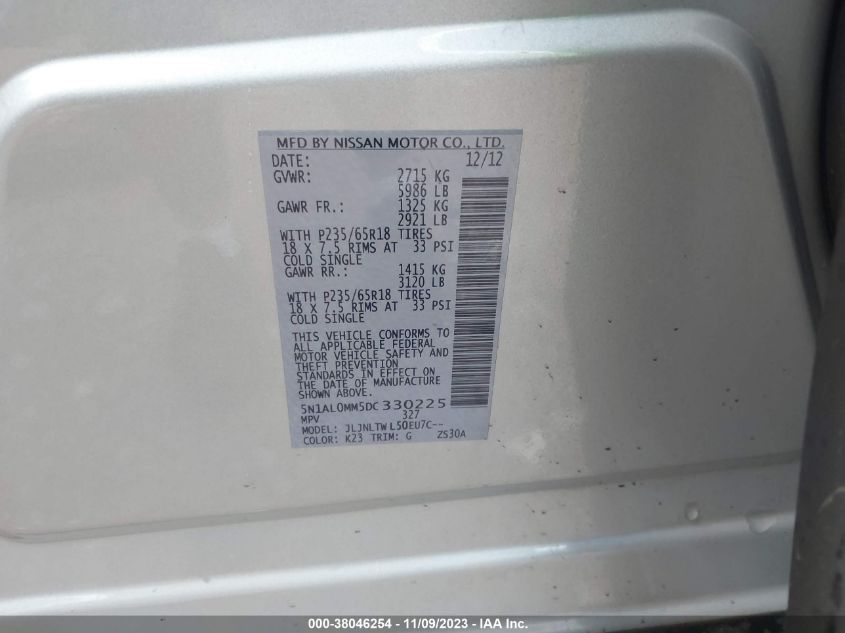 MFD BY NISSAN MOTOR CO., LTD.
DATE: 12/12
GVWR: 2715 KG
5986 LB
GAWR FR.: 1325 KG
2921 LB
WITH P235/65R18 TIRES
18 X 7.5 RIMS AT 33 PSI
COLD SINGLE
GAWR RR.: 1415 KG
3120 LB
WITH P235/65R18 TIRES
18 X 7.5 RIMS AT 33 PSI
COLD SINGLE
THIS VEHICLE CONFORMS TO
ALL APPLICABLE FEDERAL
MOTOR VEHICLE SAFETY AND
THEFT PREVENTION
STANDARDS IN EFFECT ON
THE DATE OF MANUFACTURE
SHOWN ABOVE.
5N1AL0MM5DC330225
MPV 327
MODEL: JLJNLTWL50EU7C--
COLOR: K23 TRIM: G ZS30A
000-38046254 - 11/09/2023 - IAA Inc.